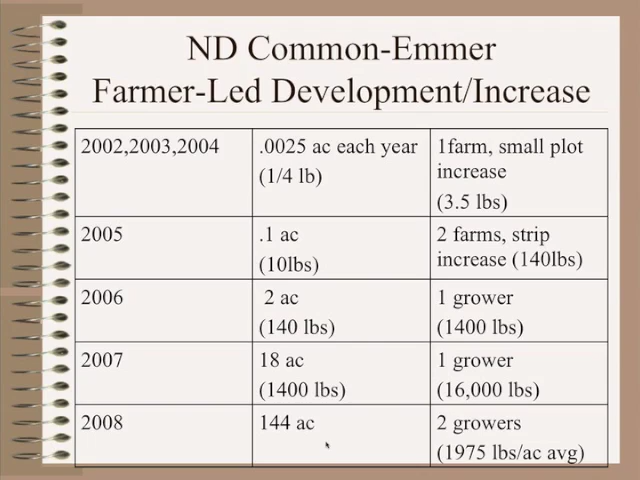 ND Common-Emmer
Farmer-Led Development/Increase
2002,2003,2004
.0025 ac each year
(1/4 lb)
1farm, small plot
increase
(3.5 lbs)
2005
.1 ac
(10lbs)
2 farms, strip
increase (140lbs)
2006
2 ac
(140 lbs)
1 grower
(1400 lbs)
2007
18 ac
(1400 lbs)
1 grower
(16,000 lbs)
2008
144 ac
2 growers
(1975 lbs/ac avg)